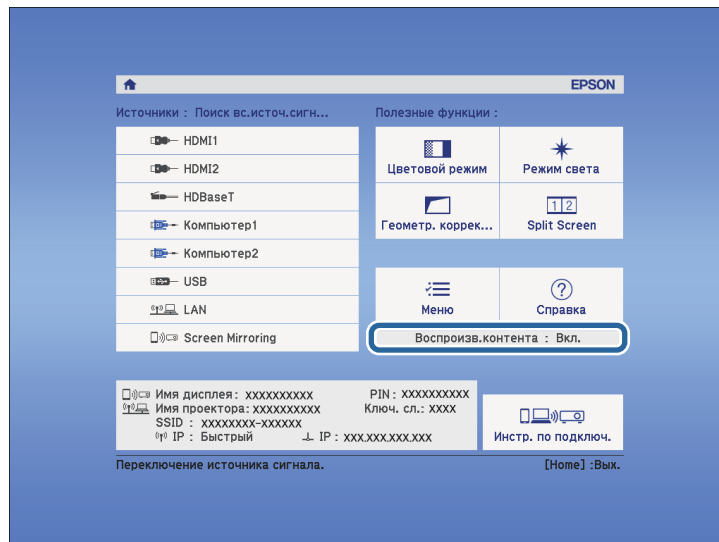 EPSON
Источники : Поиск вс.источ.сигн...
HDMI1
HDMI2
HDBaseT
Компьютер1
Компьютер2
USB
LAN
Screen Mirroring
Полезные функции :
Цветовой режим
Режим света
Геометр. коррек...
1 2
Split Screen
Меню
? Справка
Воспроизв.контента : Вкл.
Имя дисплея: xxxxxxxxxx PIN: xxxxxxxxxx
Имя проектора: xxxxxxxxxx Ключ. сл.: xxxx
SSID : xxxxxxxx-xxxxxx
IP : Быстрый IP : xxx.xxx.xxx.xxx
Инстр. по подключ.
Переключение источника сигнала. [Home] :Вых.